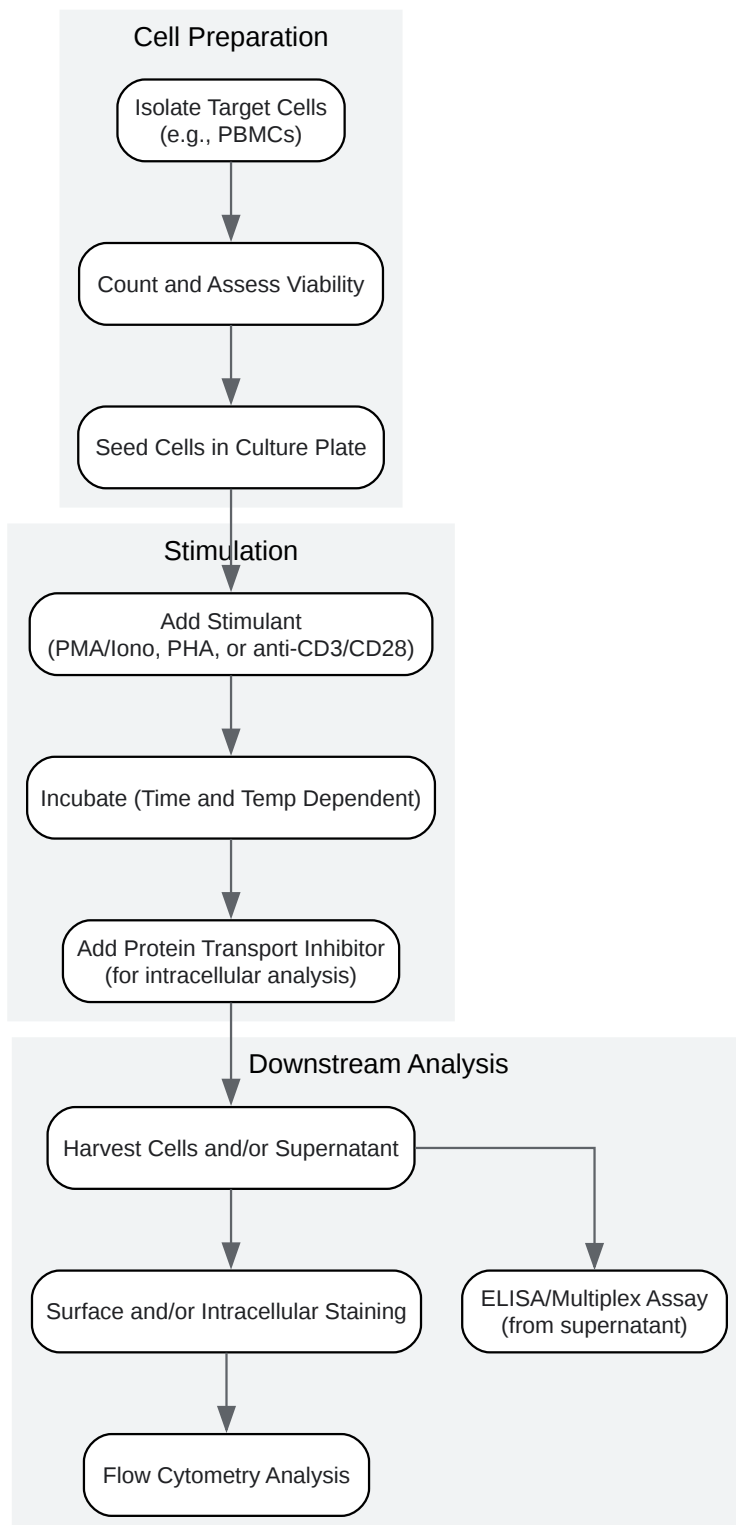 Cell Preparation
Isolate Target Cells
(e.g., PBMCs)
Count and Assess Viability
Seed Cells in Culture Plate
Stimulation
Add Stimulant
(PMA/Iono, PHA, or anti-CD3/CD28)
Incubate (Time and Temp Dependent)
Add Protein Transport Inhibitor
(for intracellular analysis)
Downstream Analysis
Harvest Cells and/or Supernatant
Surface and/or Intracellular Staining
ELISA/Multiplex Assay
(from supernatant)
Flow Cytometry Analysis